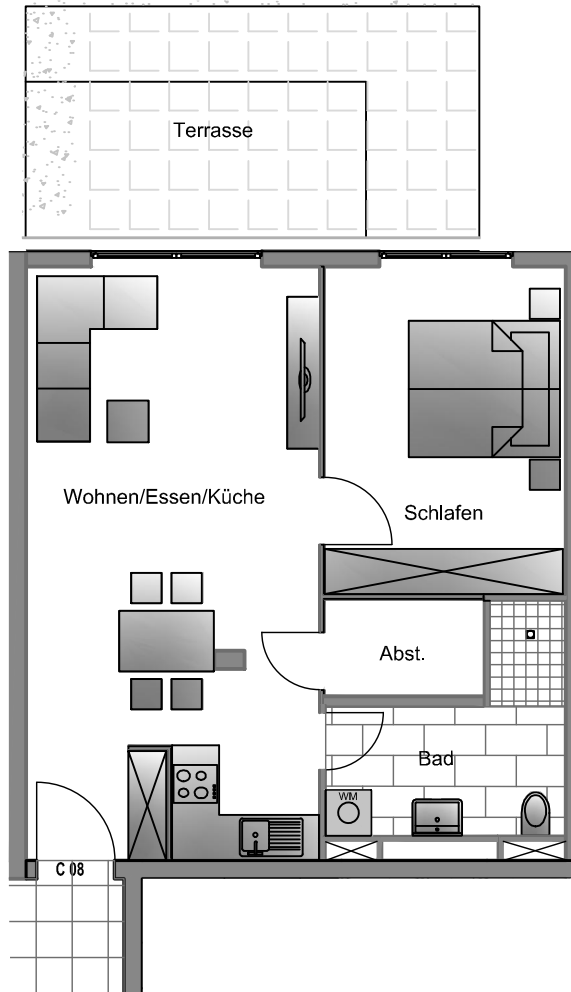 Terrasse
Wohnen/Essen/Küche
Schlafen
Abst.
Bad
WM
C 08